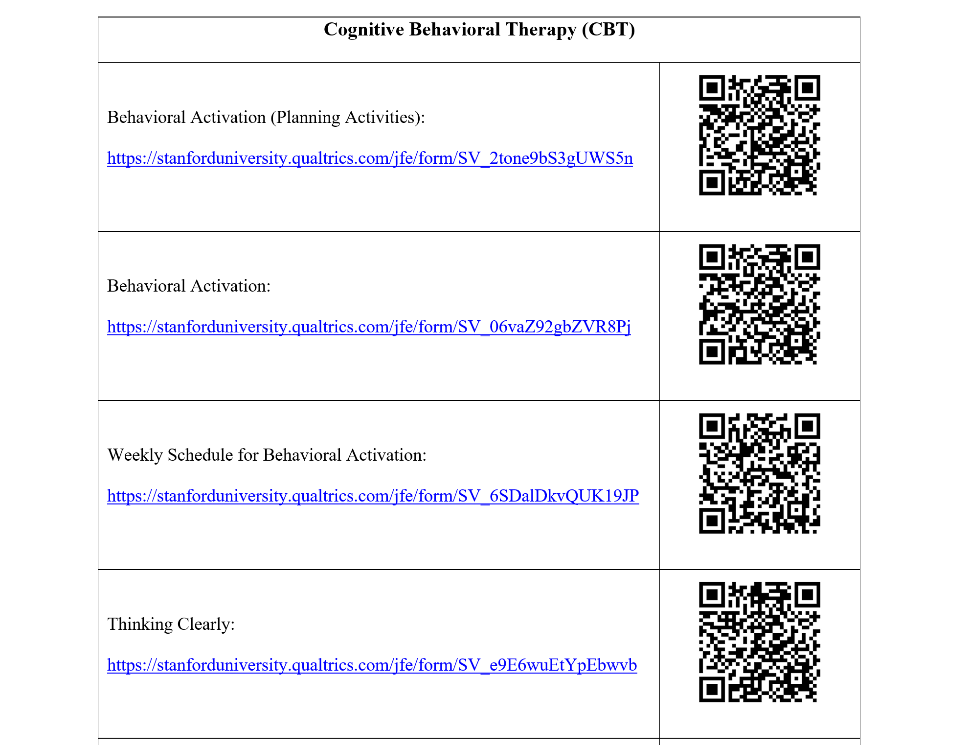 Cognitive Behavioral Therapy (CBT)
Behavioral Activation (Planning Activities):
https://stanforduniversity.qualtrics.com/jfe/form/SV_2tone9bS3gUWS5n
Behavioral Activation:
https://stanforduniversity.qualtrics.com/jfe/form/SV_06vaZ92gbZVR8Pj
Weekly Schedule for Behavioral Activation:
https://stanforduniversity.qualtrics.com/jfe/form/SV_6SDalDkvQUK19JP
Thinking Clearly:
https://stanforduniversity.qualtrics.com/jfe/form/SV_e9E6wuEtYpEbwvb